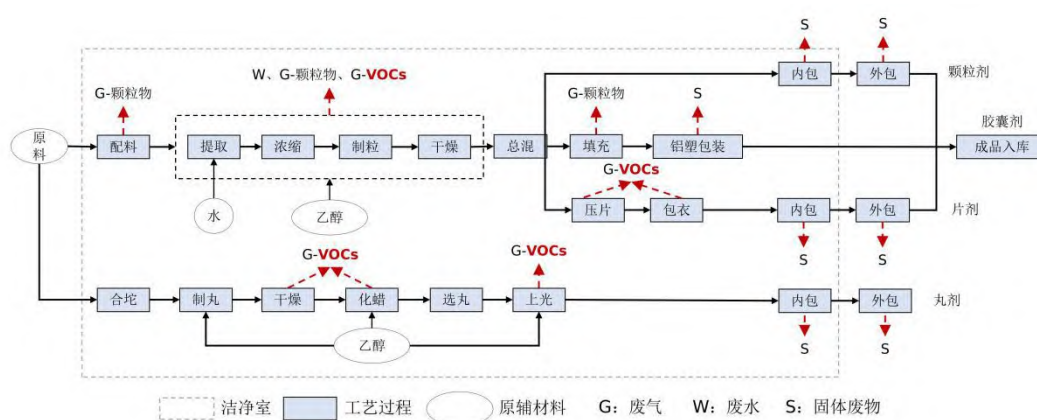 S
S
内包
外包
颗粒剂
W、G-颗粒物、G-VOCs
G-颗粒物
G-颗粒物
S
胶囊剂
原料
配料
提取
浓缩
制粒
干燥
总混
填充
铝塑包装
成品入库
G-VOCs
水
乙醇
压片
包衣
内包
外包
片剂
S
S
G-VOCs
G-VOCs
合坨
制丸
干燥
化蜡
选丸
上光
内包
外包
丸剂
乙醇
S
S
洁净室
工艺过程
原辅材料
G：废气
W：废水
S：固体废物